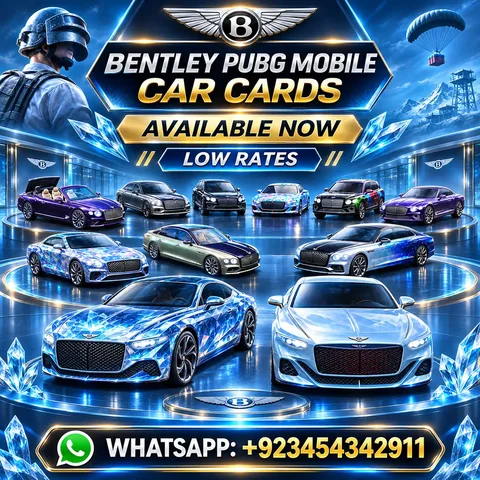 B
BENTLEY PUBG MOBILE
CAR CARDS
AVAILABLE NOW
// LOW RATES //
B
B
B
WHATSAPP: +923454342911